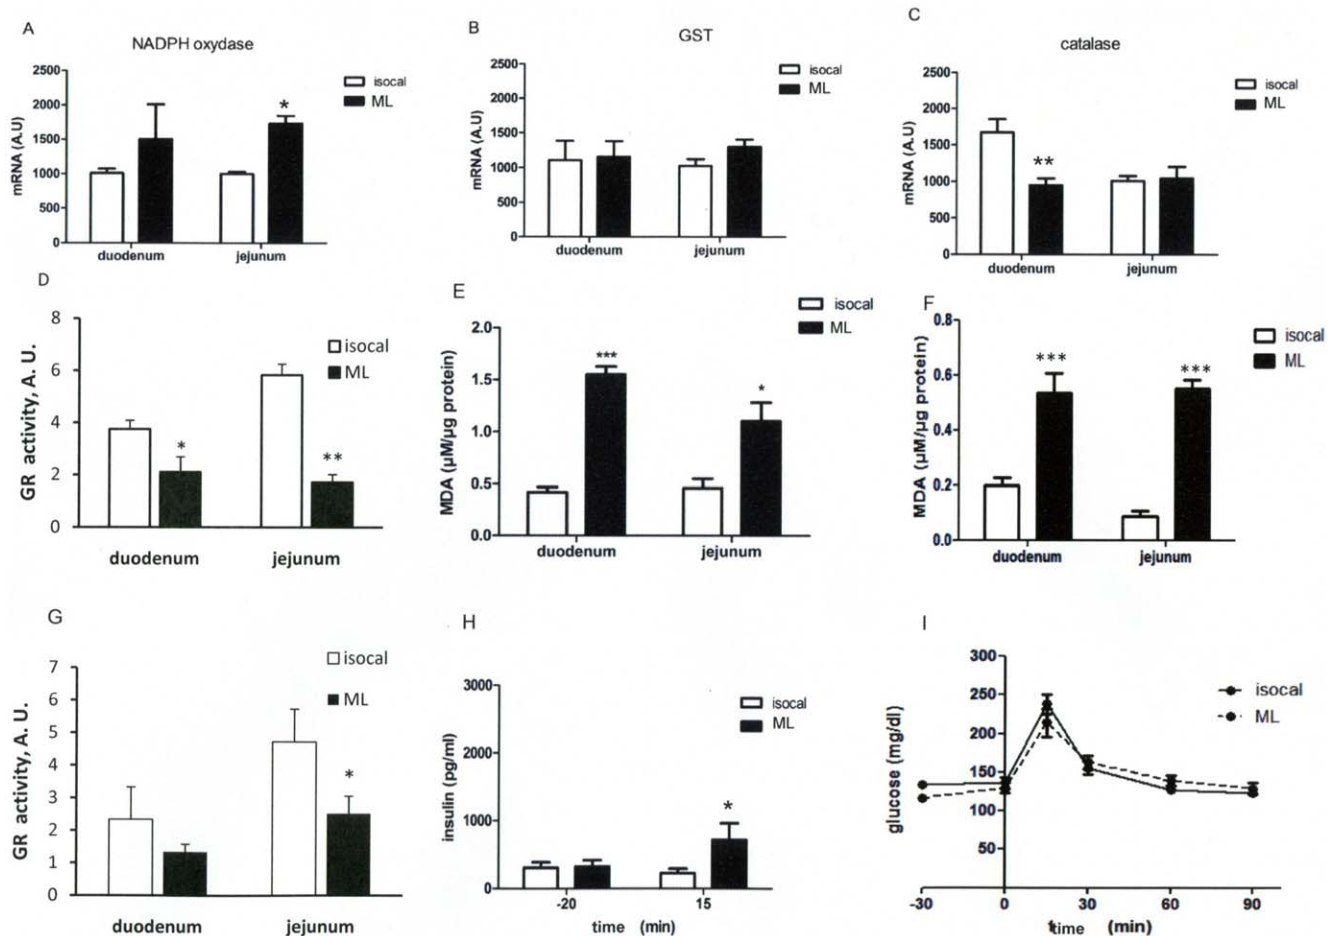 A
NADPH oxydase
mRNA (A.U)
2500
2000
1500
1000
500
0
*
isocal
ML
duodenum
jejunum
B
GST
mRNA (A.U)
2500
2000
1500
1000
500
0
isocal
ML
duodenum
jejunum
C
catalase
mRNA (A.U)
2500
2000
1500
1000
500
0
**
isocal
ML
duodenum
jejunum
D
GR activity, A. U.
8
6
4
2
0
*
**
isocal
ML
duodenum
jejunum
E
MDA (µM/µg protein)
2.0
1.5
1.0
0.5
0.0
***
*
isocal
ML
duodenum
jejunum
F
MDA (µM/µg protein)
0.8
0.6
0.4
0.2
0.0
***
***
isocal
ML
duodenum
jejunum
G
GR activity, A. U.
7
6
5
4
3
2
1
0
*
isocal
ML
duodenum
jejunum
H
insulin (pg/ml)
3000
2000
1000
0
*
isocal
ML
-20
15
time (min)
I
glucose (mg/dl)
300
250
200
150
100
50
isocal
ML
-30
0
30
60
90
time (min)